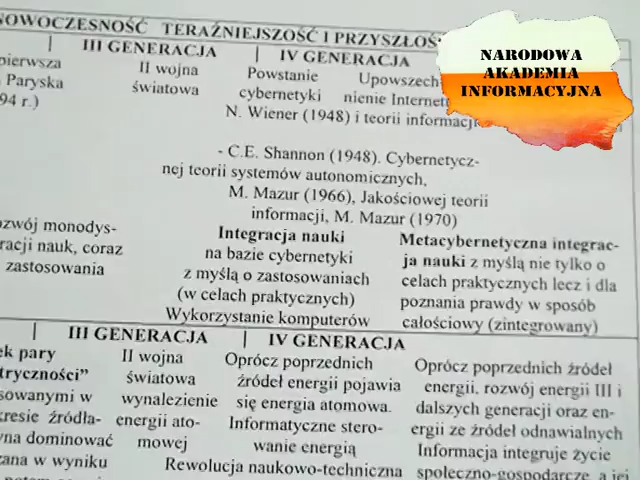 NOWOCZESNOŚĆ TERAŹNIEJSZOŚĆ I PRZYSZŁOŚ
NARODOWA
AKADEMIA
INFORMACYJNA
III GENERACJA | IV GENERACJA
pierwsza II wojna Powstanie Upowszech
Paryska światowa cybernetyki nienie Internet
94 r.) N. Wiener (1948) i teorii informacji
- C.E. Shannon (1948). Cybernetycz-
nej teorii systemów autonomicznych,
M. Mazur (1966), Jakościowej teorii
informacji, M. Mazur (1970)
ozwój monodys- Integracja nauki Metacybernetyczna integrac-
racji nauk, coraz na bazie cybernetyki ja nauki z myślą nie tylko o
zastosowania z myślą o zastosowaniach celach praktycznych lecz i dla
(w celach praktycznych) poznania prawdy w sposób
Wykorzystanie komputerów całościowy (zintegrowany)
| III GENERACJA | IV GENERACJA
ek pary II wojna Oprócz poprzednich Oprócz poprzednich źródeł
tryczności” światowa źródeł energii pojawia energii, rozwój energii III i
sowanymi w wynalezienie się energia atomowa. dalszych generacji oraz en-
kresie źródła- energii ato- Informatyczne stero- ergii ze źródeł odnawialnych
yna dominować mowej wanie energią Informacja integruje życie
zana w wyniku Rewolucja naukowo-techniczna społeczno-gospodarcze, a jej